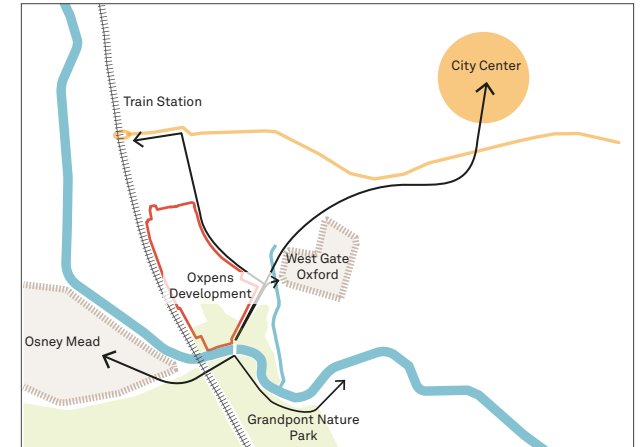 City Center
Train Station
West Gate
Oxford
Oxpens
Development
Osney Mead
Grandpont Nature
Park